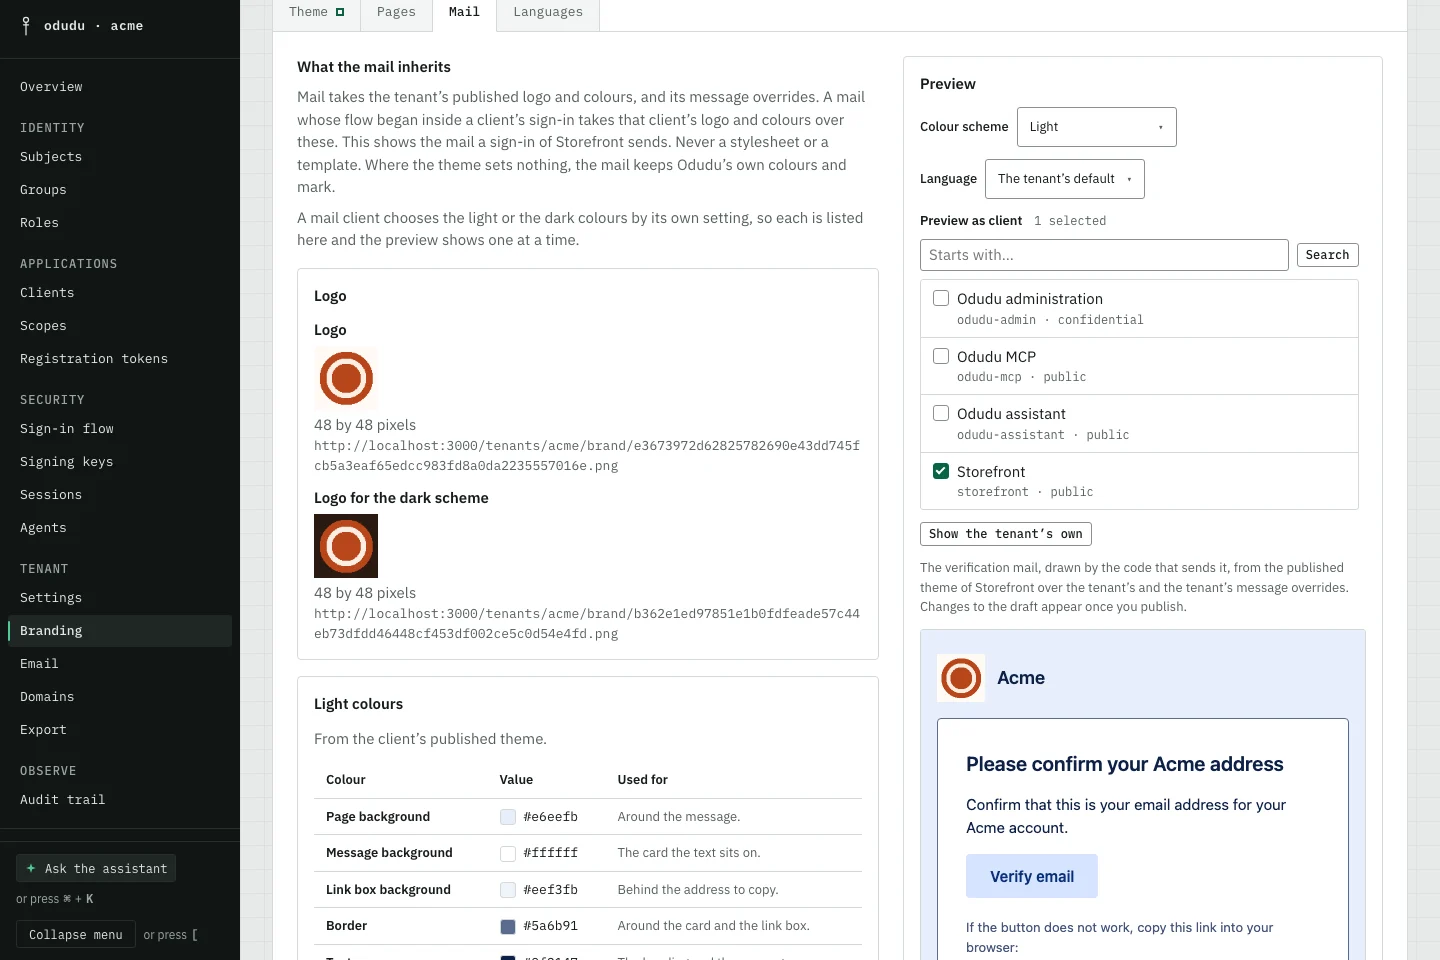 odudu · acme
Overview
IDENTITY
Subjects
Groups
Roles
APPLICATIONS
Clients
Scopes
Registration tokens
SECURITY
Sign-in flow
Signing keys
Sessions
Agents
TENANT
Settings
Branding
Email
Domains
Export
OBSERVE
Audit trail
Ask the assistant
or press ⌘ + K
Collapse menu or press [
Theme Pages Mail Languages
What the mail inherits
Mail takes the tenant’s published logo and colours, and its message overrides. A mail
whose flow began inside a client’s sign-in takes that client’s logo and colours over
these. This shows the mail a sign-in of Storefront sends. Never a stylesheet or a
template. Where the theme sets nothing, the mail keeps Odudu’s own colours and
mark.
A mail client chooses the light or the dark colours by its own setting, so each is listed
here and the preview shows one at a time.
Logo
Logo
48 by 48 pixels
http://localhost:3000/tenants/acme/brand/e3673972d62825782690e43dd745f
cb5a3eaf65edcc983fd8a0da2235557016e.png
Logo for the dark scheme
48 by 48 pixels
http://localhost:3000/tenants/acme/brand/b362e1ed97851e1b0fdfeade57c44
eb73dfdd46448cf453df002ce5c0d54e4fd.png
Light colours
From the client’s published theme.
Colour Value Used for
Page background #e6eefb Around the message.
Message background #ffffff The card the text sits on.
Link box background #eef3fb Behind the address to copy.
Border #5a6b91 Around the card and the link box.
Preview
Colour scheme Light
Language The tenant’s default
Preview as client 1 selected
Starts with...
Search
Odudu administration
odudu-admin · confidential
Odudu MCP
odudu-mcp · public
Odudu assistant
odudu-assistant · public
Storefront
storefront · public
Show the tenant’s own
The verification mail, drawn by the code that sends it, from the published
theme of Storefront over the tenant’s and the tenant’s message overrides.
Changes to the draft appear once you publish.
Acme
Please confirm your Acme address
Confirm that this is your email address for your
Acme account.
Verify email
If the button does not work, copy this link into your
browser: